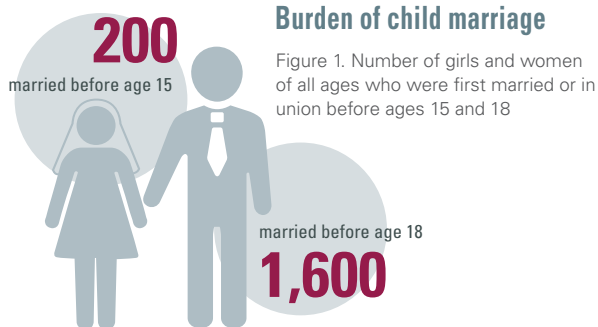 200
married before age 15
Burden of child marriage
Figure 1. Number of girls and women
of all ages who were first married or in
union before ages 15 and 18
married before age 18
1,600